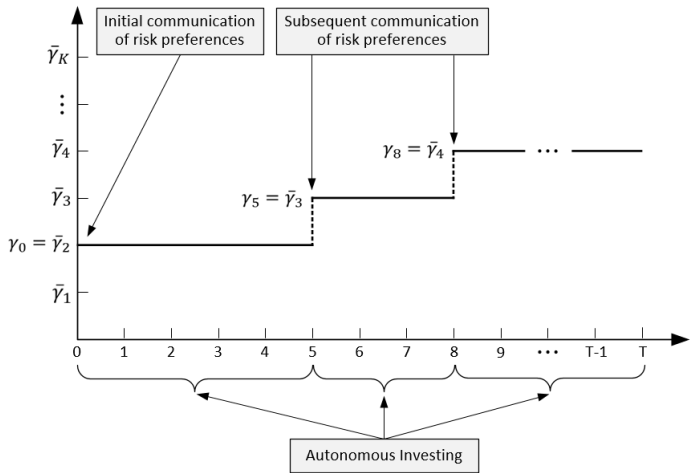 Initial communication
of risk preferences
Subsequent communication
of risk preferences
γ̄_K
⋮
γ̄_4
γ_8 = γ̄_4
...
γ̄_3
γ_5 = γ̄_3
γ_0 = γ̄_2
γ̄_1
0 1 2 3 4 5 6 7 8 9 ... T-1 T
Autonomous Investing